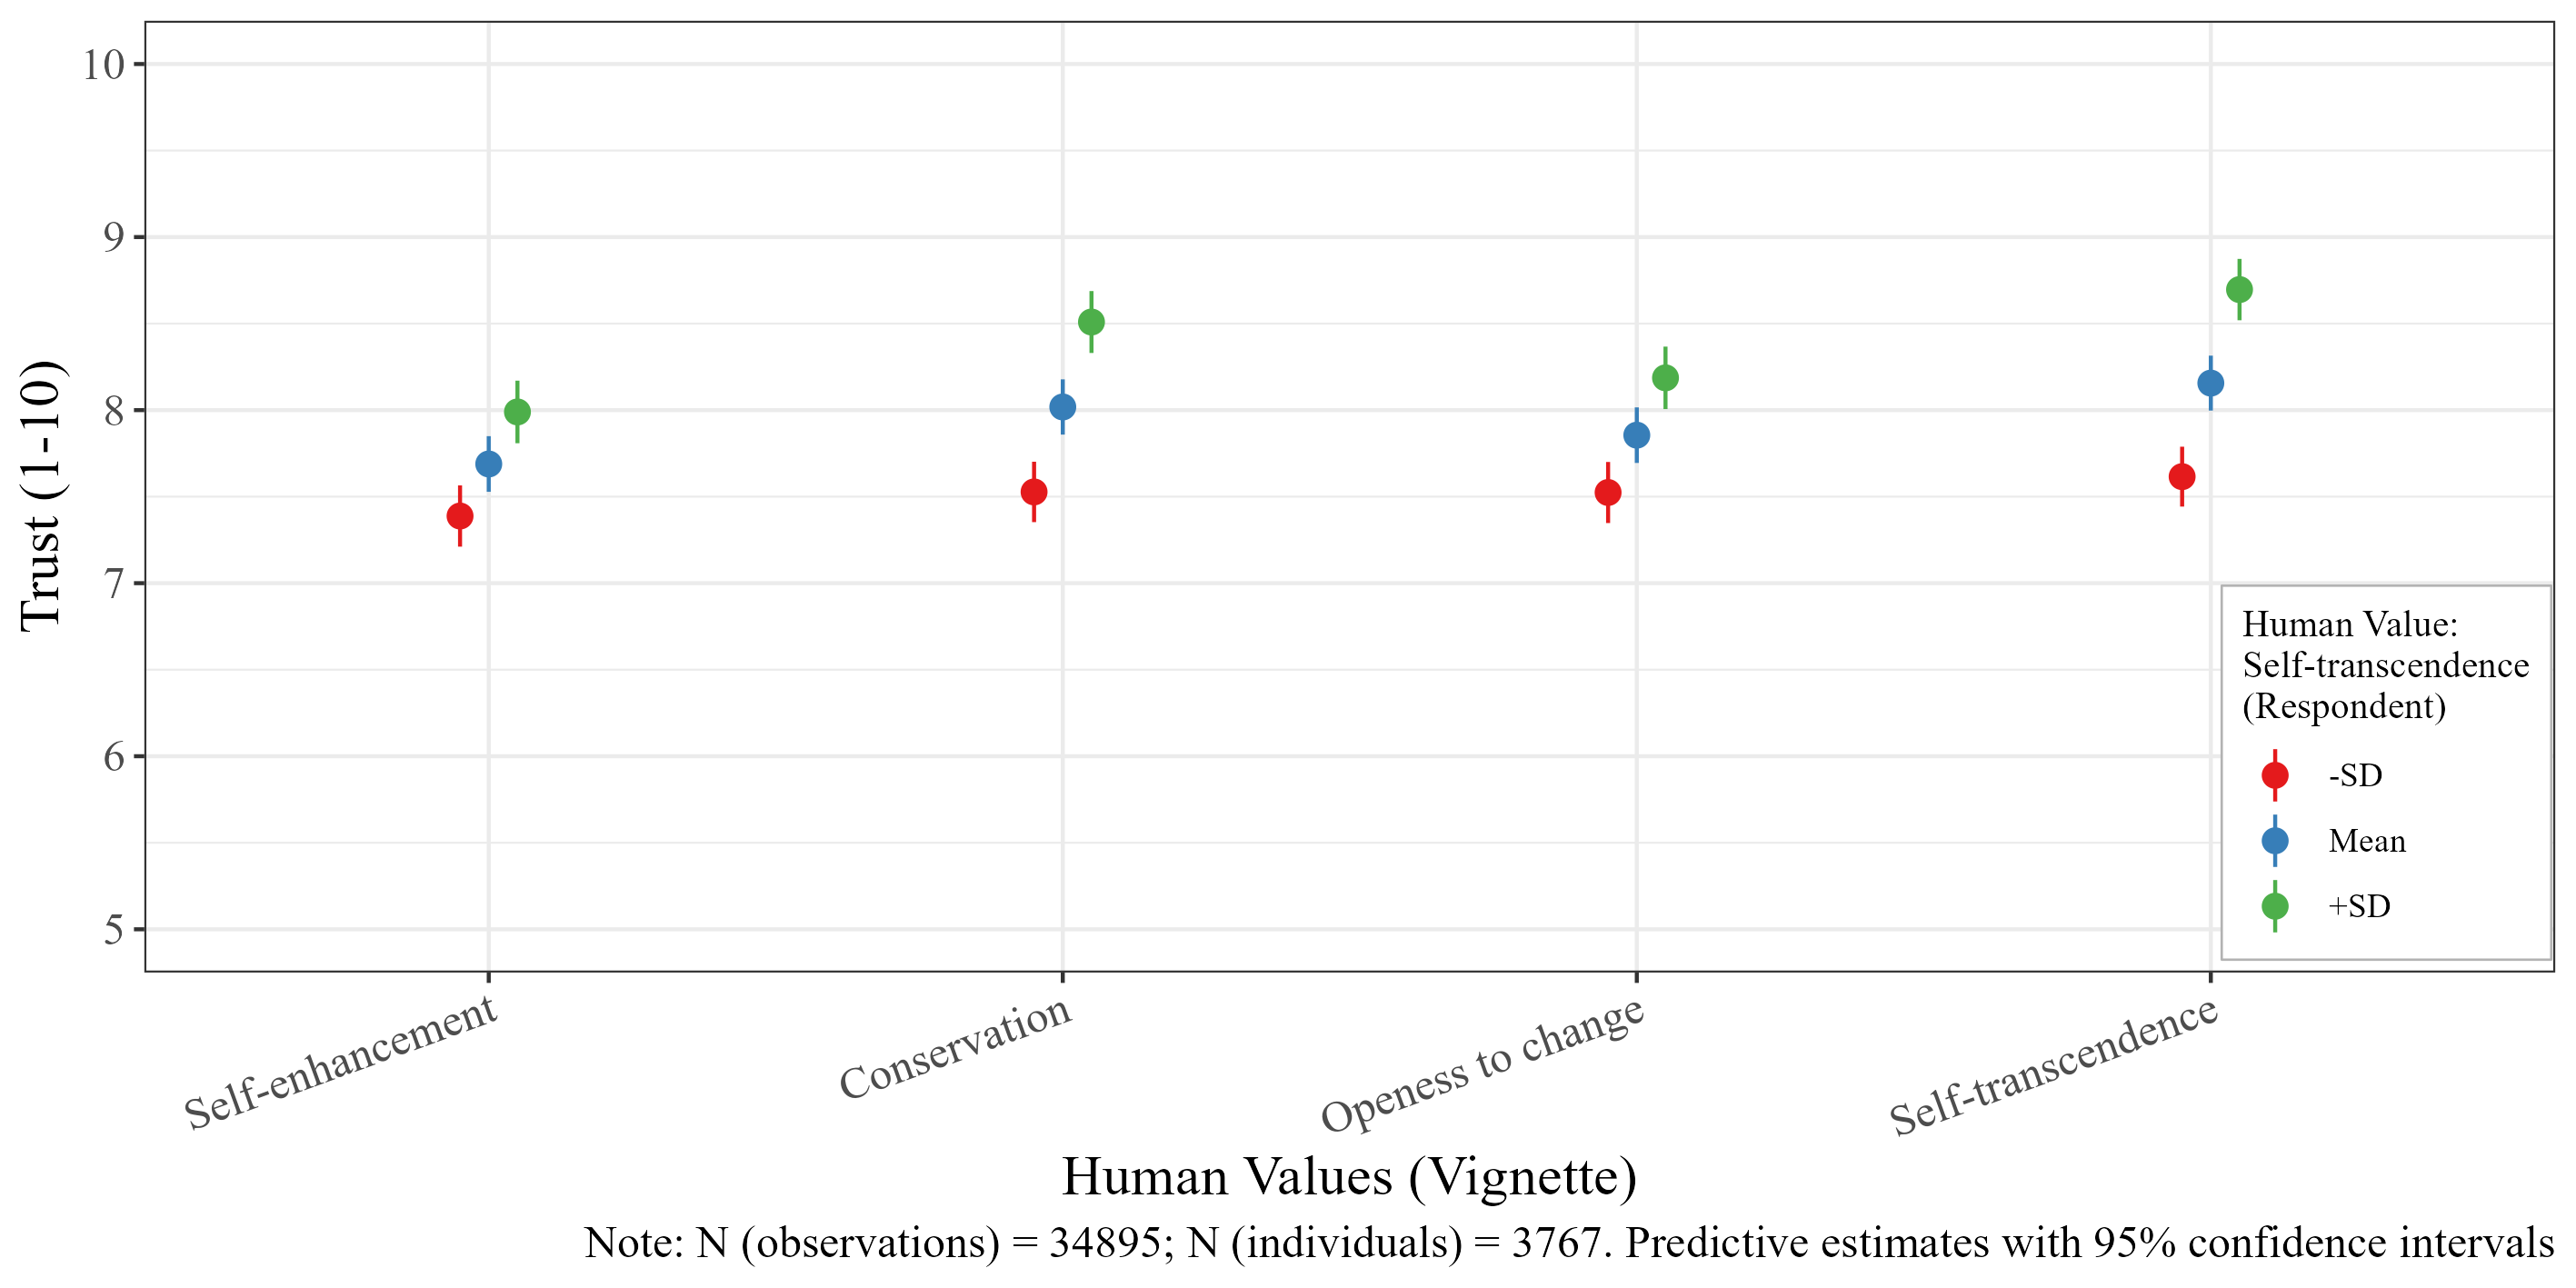 Trust (1-10)
10
9
8
7
6
5
Human Value:
Self-transcendence
(Respondent)
-SD
Mean
+SD
Self-enhancement
Conservation
Openess to change
Self-transcendence
Human Values (Vignette)
Note: N (observations) = 34895; N (individuals) = 3767. Predictive estimates with 95% confidence intervals